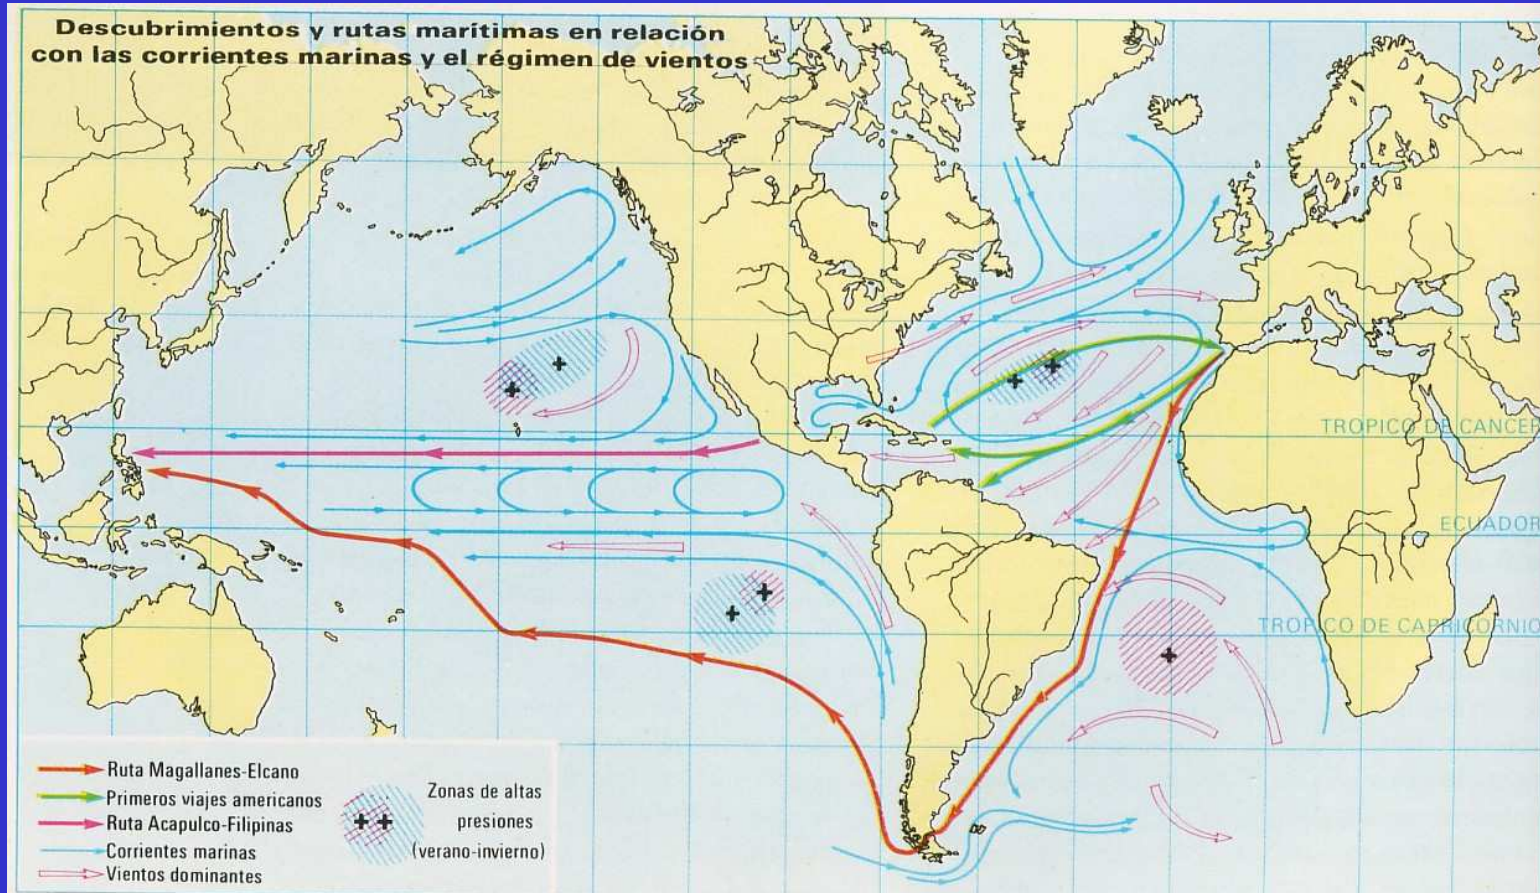 Descubrimientos y rutas marítimas en relación
con las corrientes marinas y el régimen de vientos
TROPICO DE CANCER
ECUADOR
TROPICO DE CAPRICORNIO
Ruta Magallanes-Elcano
Primeros viajes americanos
Ruta Acapulco-Filipinas
Corrientes marinas
Vientos dominantes
Zonas de altas
presiones
(verano-invierno)